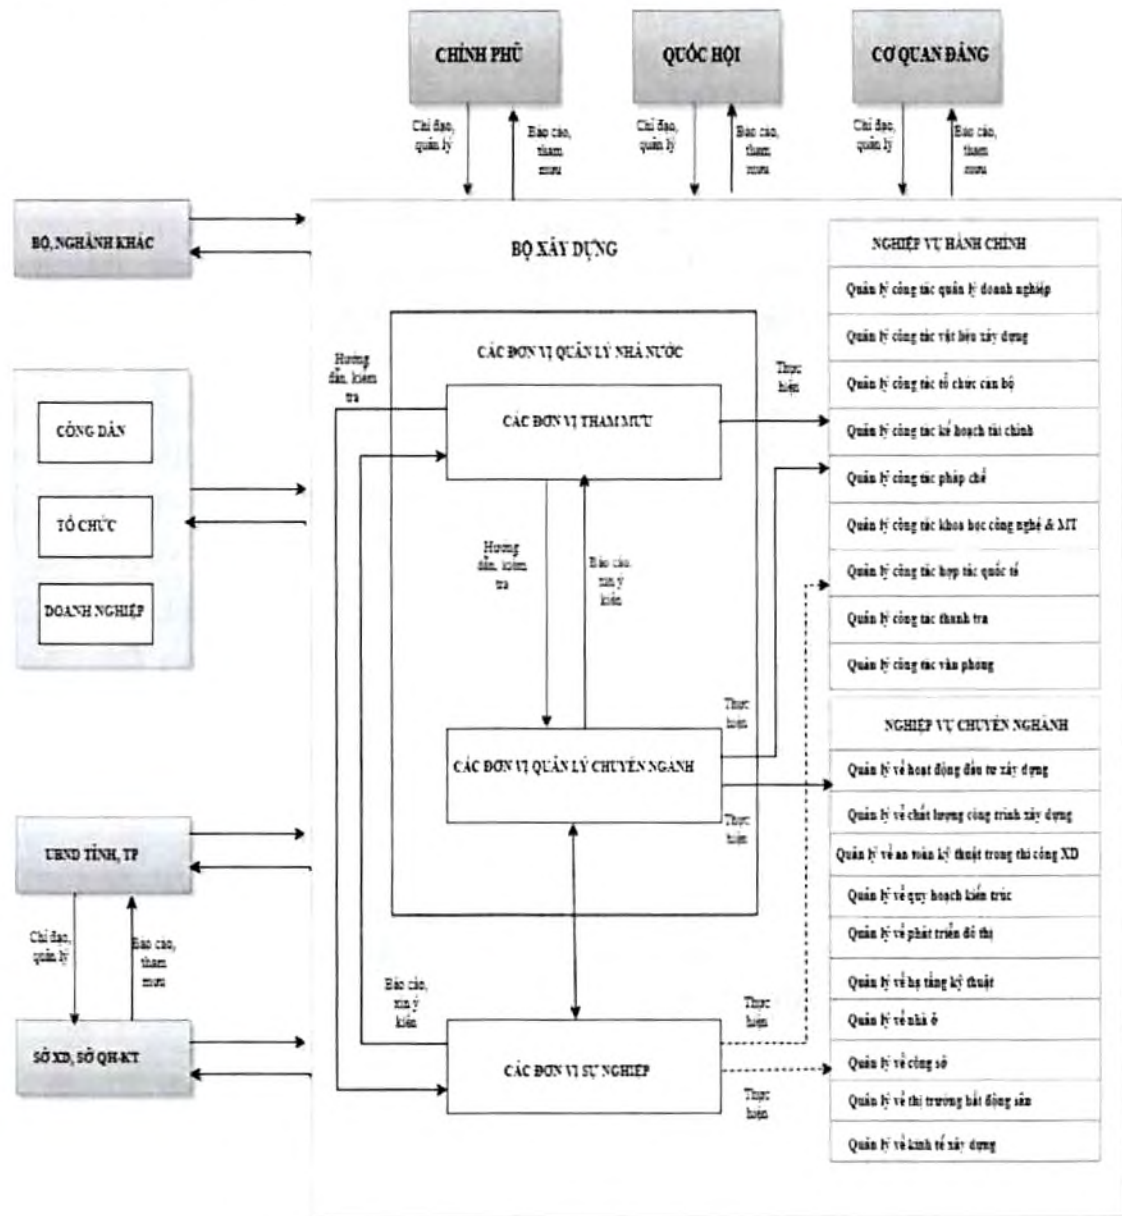 CHÍNH PHỦ
QUỐC HỘI
CƠ QUAN ĐẢNG
Chỉ đạo,
quản lý
Báo cáo,
tham
mưu
Chỉ đạo,
quản lý
Báo cáo,
tham
mưu
Chỉ đạo,
quản lý
Báo cáo,
tham
mưu
BỘ, NGHÀNH KHÁC
BỘ XÂY DỰNG
NGHIỆP VỤ HÀNH CHÍNH
Quản lý công tác quản lý doanh nghiệp
Quản lý công tác vật liệu xây dựng
Quản lý công tác tổ chức cán bộ
Quản lý công tác kế hoạch tài chính
Quản lý công tác pháp chế
Quản lý công tác khoa học công nghệ & MT
Quản lý công tác hợp tác quốc tế
Quản lý công tác thanh tra
Quản lý công tác văn phòng
CÁC ĐƠN VỊ QUẢN LÝ NHÀ NƯỚC
Hướng
dẫn, kiểm
tra
CÁC ĐƠN VỊ THAM MƯU
Thực
hiện
CÔNG DÂN
TỔ CHỨC
DOANH NGHIỆP
Hướng
dẫn, kiểm
tra
Báo cáo,
xin ý
kiến
Thực
hiện
CÁC ĐƠN VỊ QUẢN LÝ CHUYÊN NGÀNH
Thực
hiện
NGHIỆP VỤ CHUYÊN NGHÀNH
Quản lý về hoạt động đầu tư xây dựng
Quản lý về chất lượng công trình xây dựng
Quản lý về an toàn kỹ thuật trong thi công XD
Quản lý về quy hoạch kiến trúc
Quản lý về phát triển đô thị
Quản lý về hạ tầng kỹ thuật
Quản lý về nhà ở
Quản lý về công sở
Quản lý về thị trường bất động sản
Quản lý về kinh tế xây dựng
UBND TỈNH, TP
Chỉ đạo,
quản lý
Báo cáo,
tham
mưu
SỞ XD, SỞ QH-KT
Báo cáo,
xin ý
kiến
Thực
hiện
CÁC ĐƠN VỊ SỰ NGHIỆP
Thực
hiện